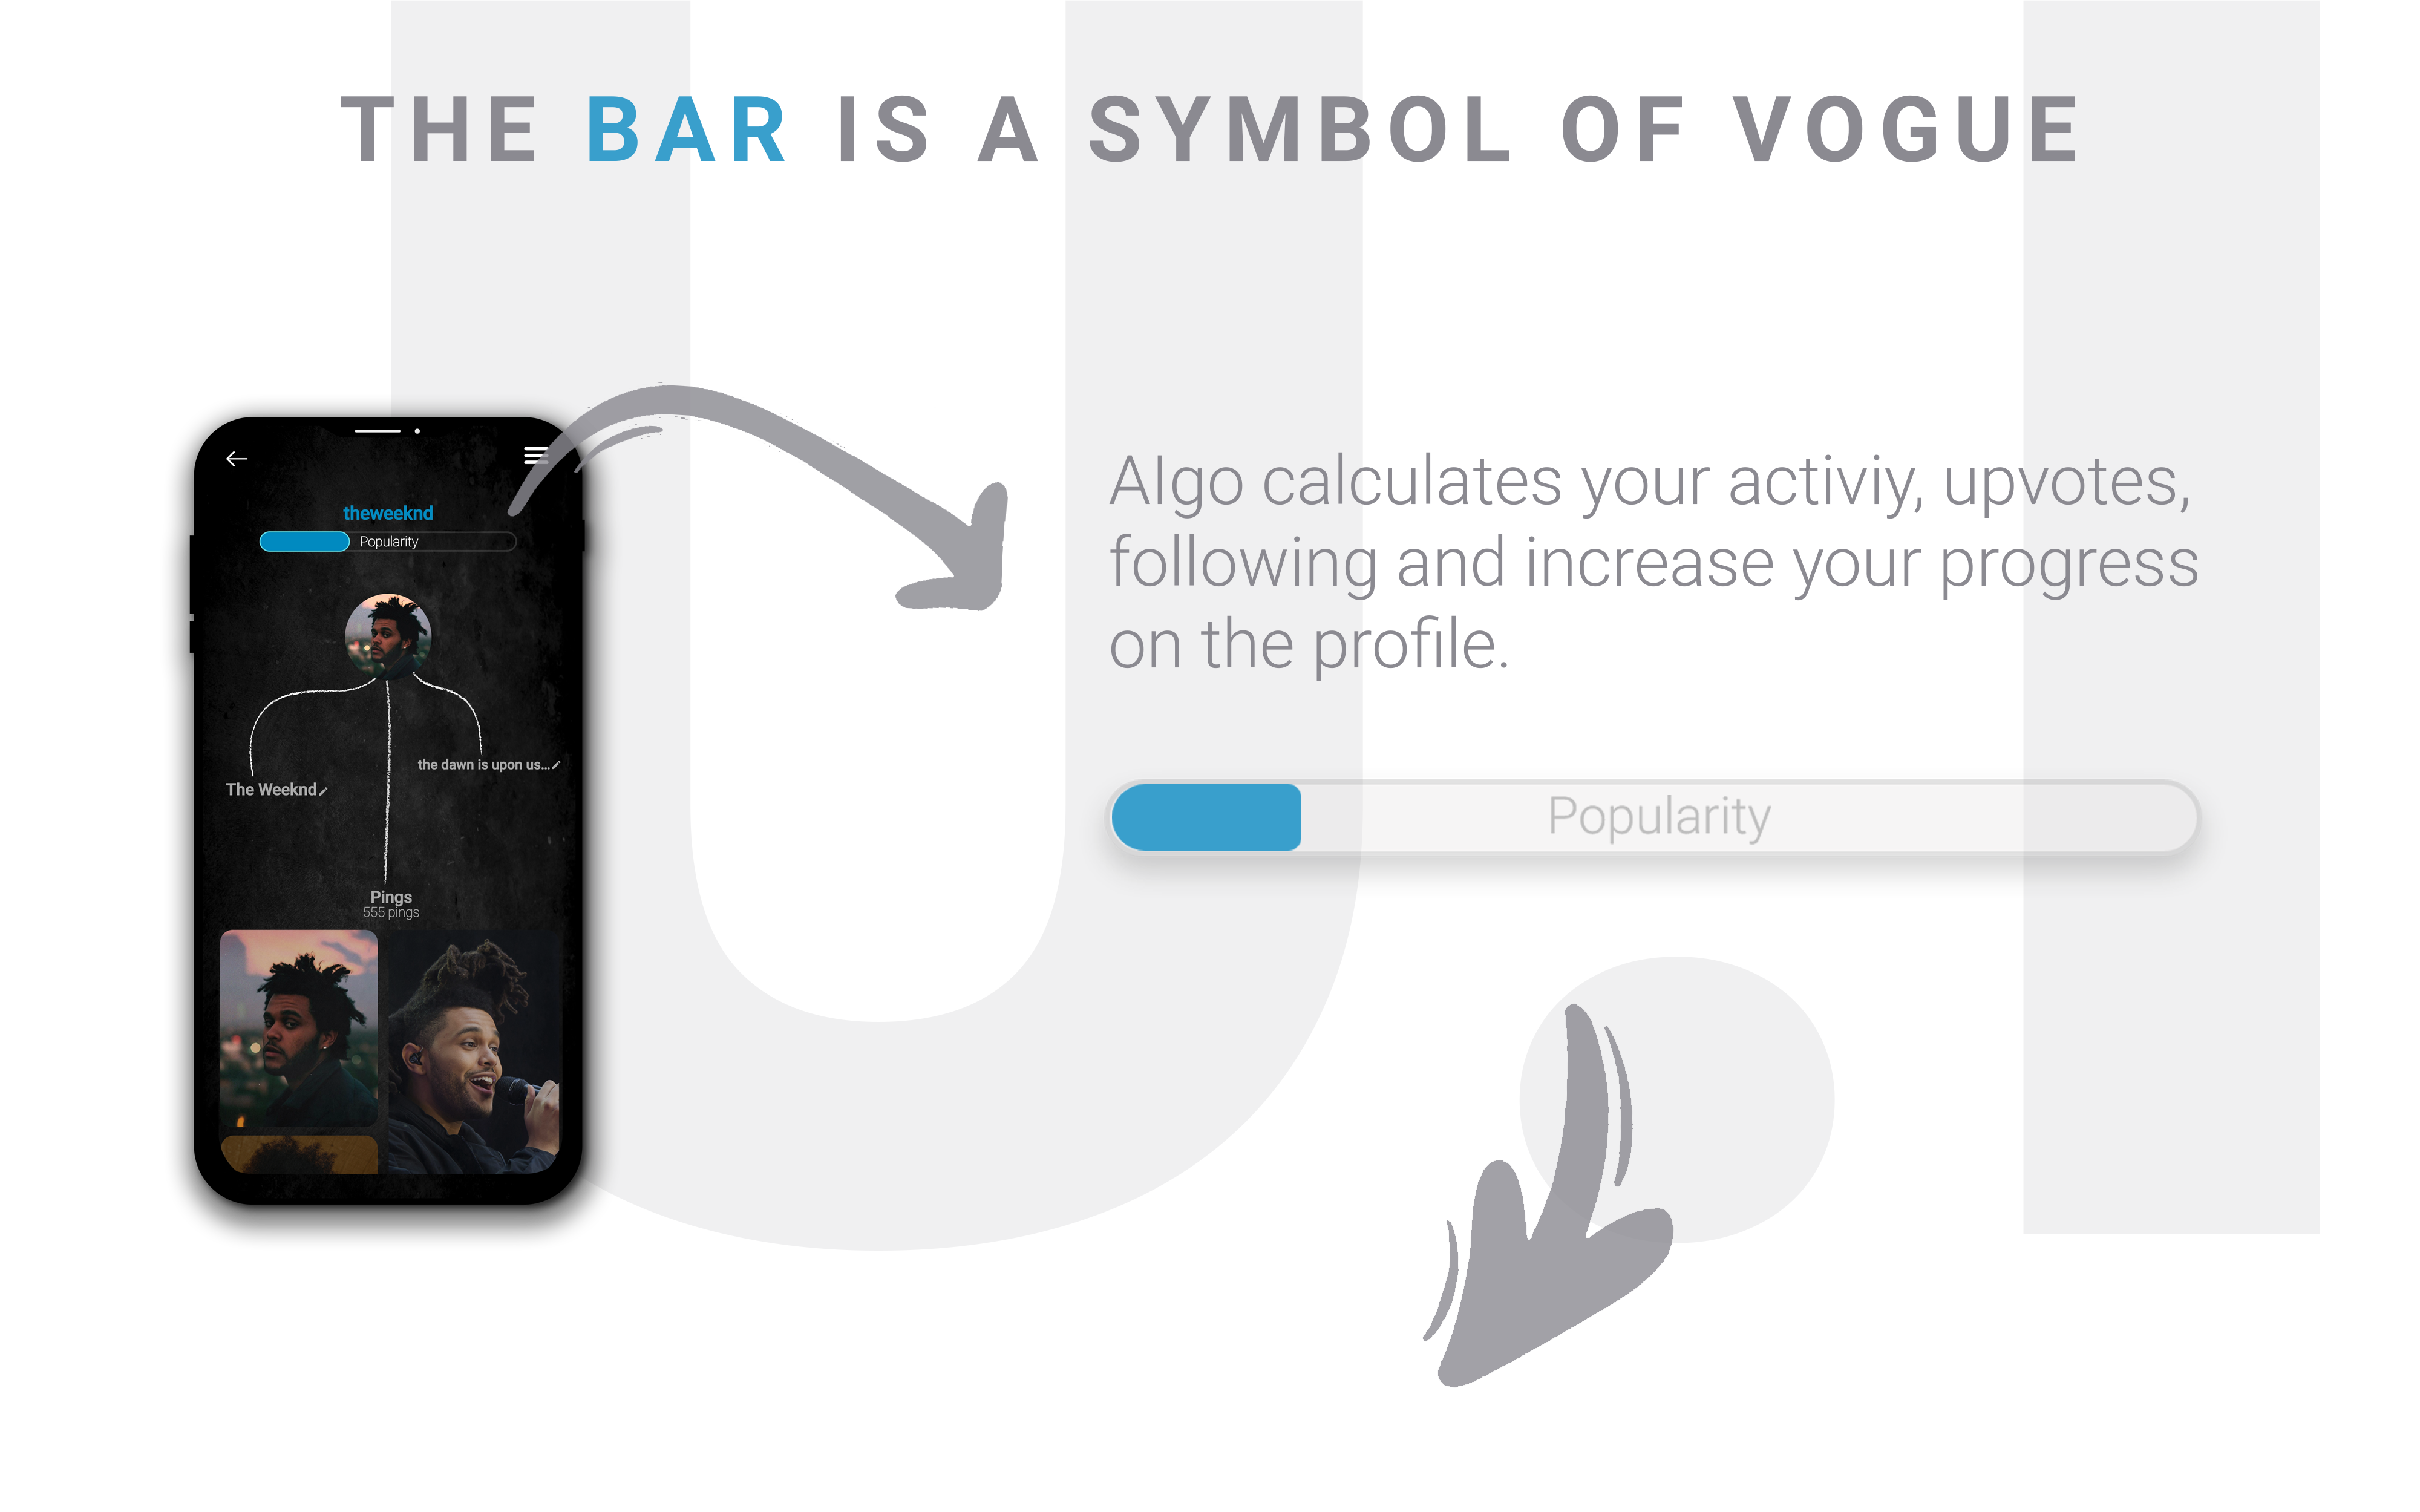 THE BAR IS A SYMBOL OF VOGUE
theweeknd
Popularity
the dawn is upon us...
The Weeknd
Pings
555 pings
Algo calculates your activiy, upvotes,
following and increase your progress
on the profile.
Popularity
U.I